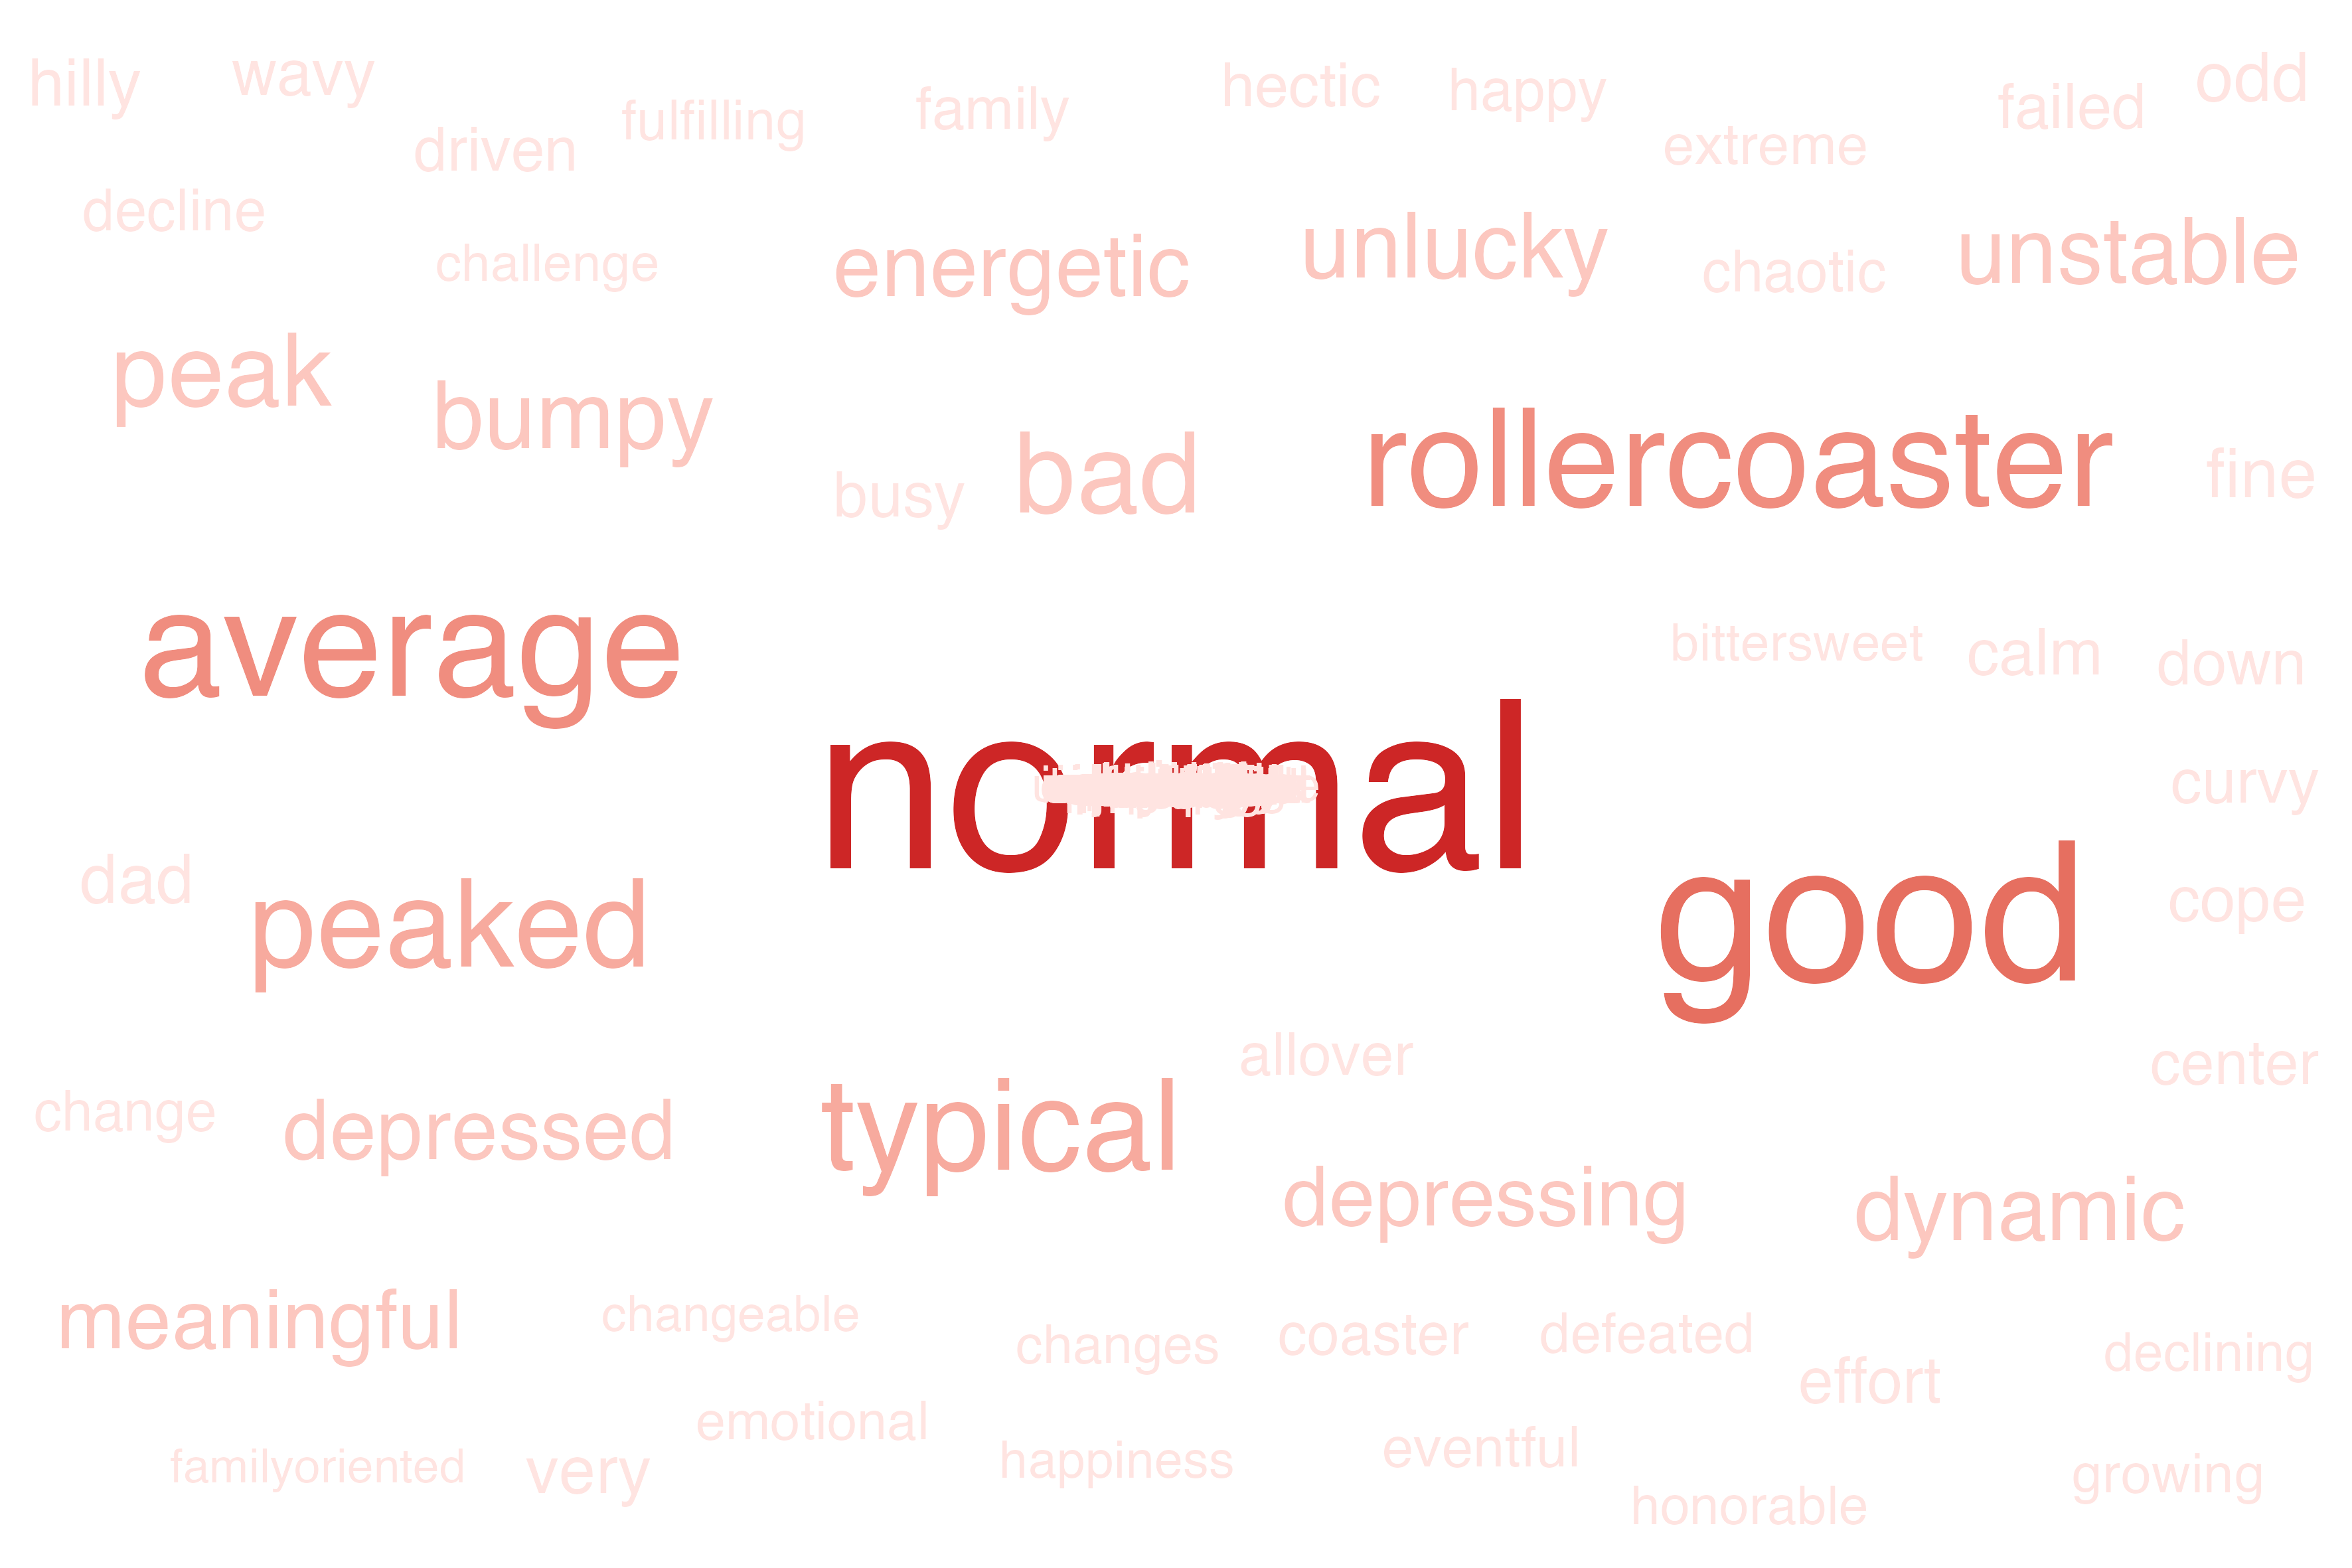 hilly
wavy
driven
fulfilling
family
hectic
happy
extreme
failed
odd
decline
challenge
energetic
unlucky
chaotic
unstable
peak
bumpy
busy
bad
rollercoaster
fine
average
bittersweet
calm
down
normal
curvy
dad
peaked
good
cope
change
depressed
typical
allover
center
depressing
dynamic
meaningful
changeable
changes
coaster
defeated
effort
declining
familyoriented
very
emotional
happiness
eventful
honorable
growing